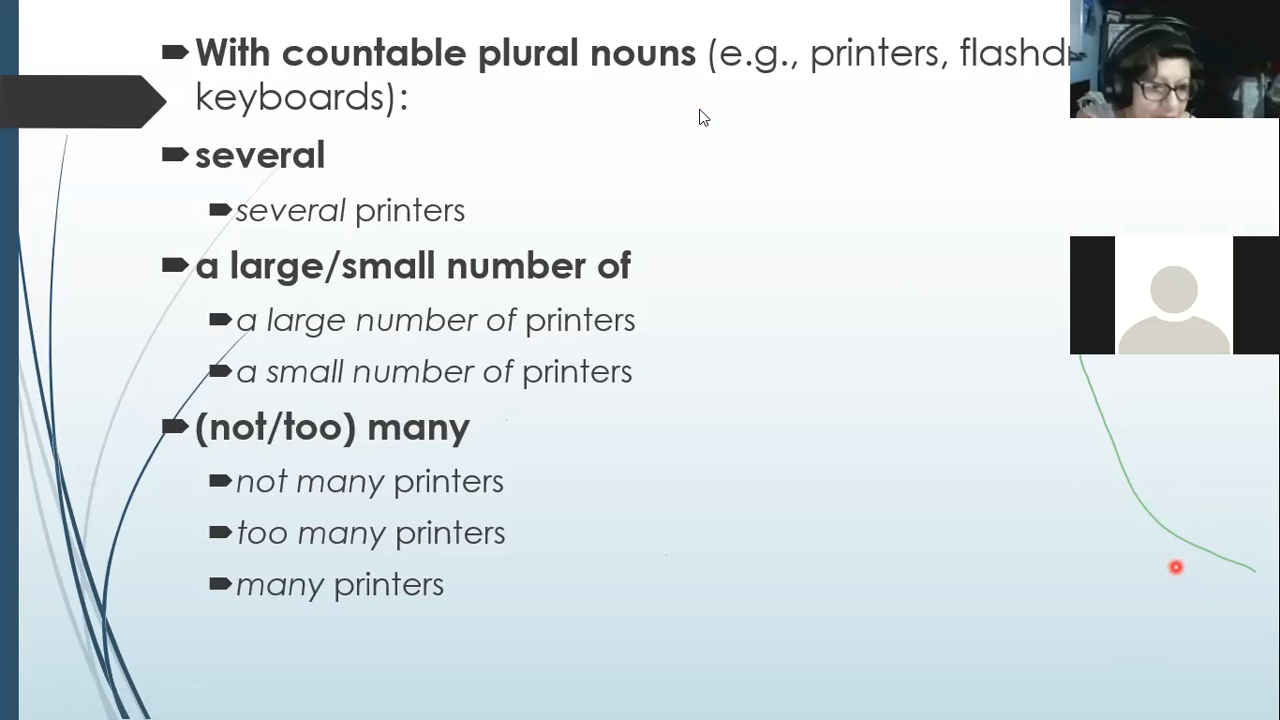 With countable plural nouns (e.g., printers,
keyboards):
several
several printers
a large/small number of
a large number of printers
a small number of printers
(not/too) many
not many printers
too many printers
many printers